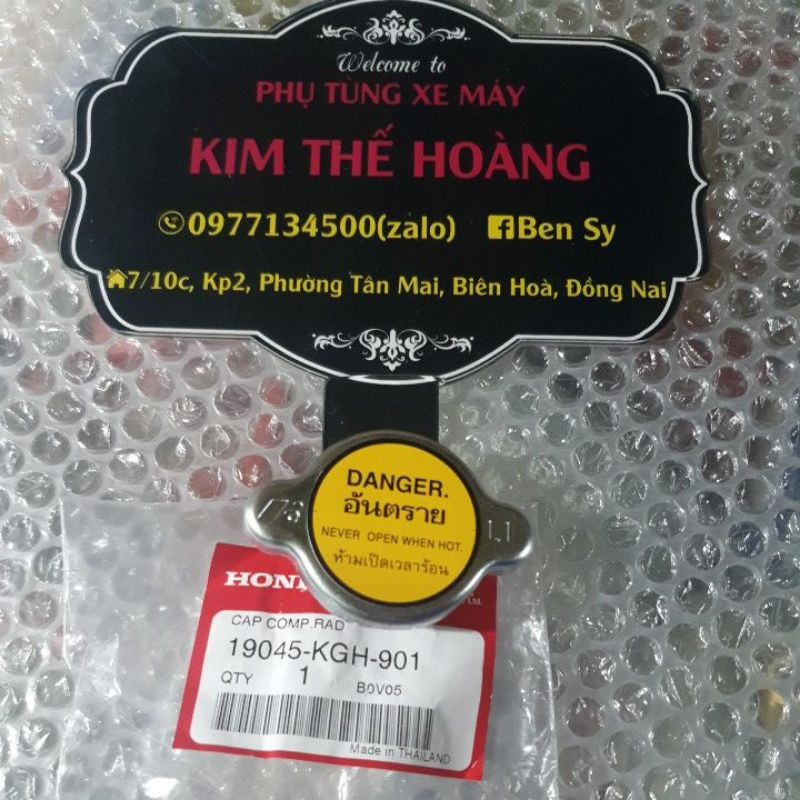 Welcome to
PHỤ TÙNG XE MÁY
KIM THẾ HOÀNG
0977134500(zalo) Ben Sy
7/10c, Kp2, Phường Tân Mai, Biên Hoà, Đồng Nai
DANGER.
อันตราย
NEVER OPEN WHEN HOT.
ห้ามเปิดเวลาร้อน
1.1
CAP COMP.RAD
19045-KGH-901
QTY 1 B0V05
Made in THAILAND